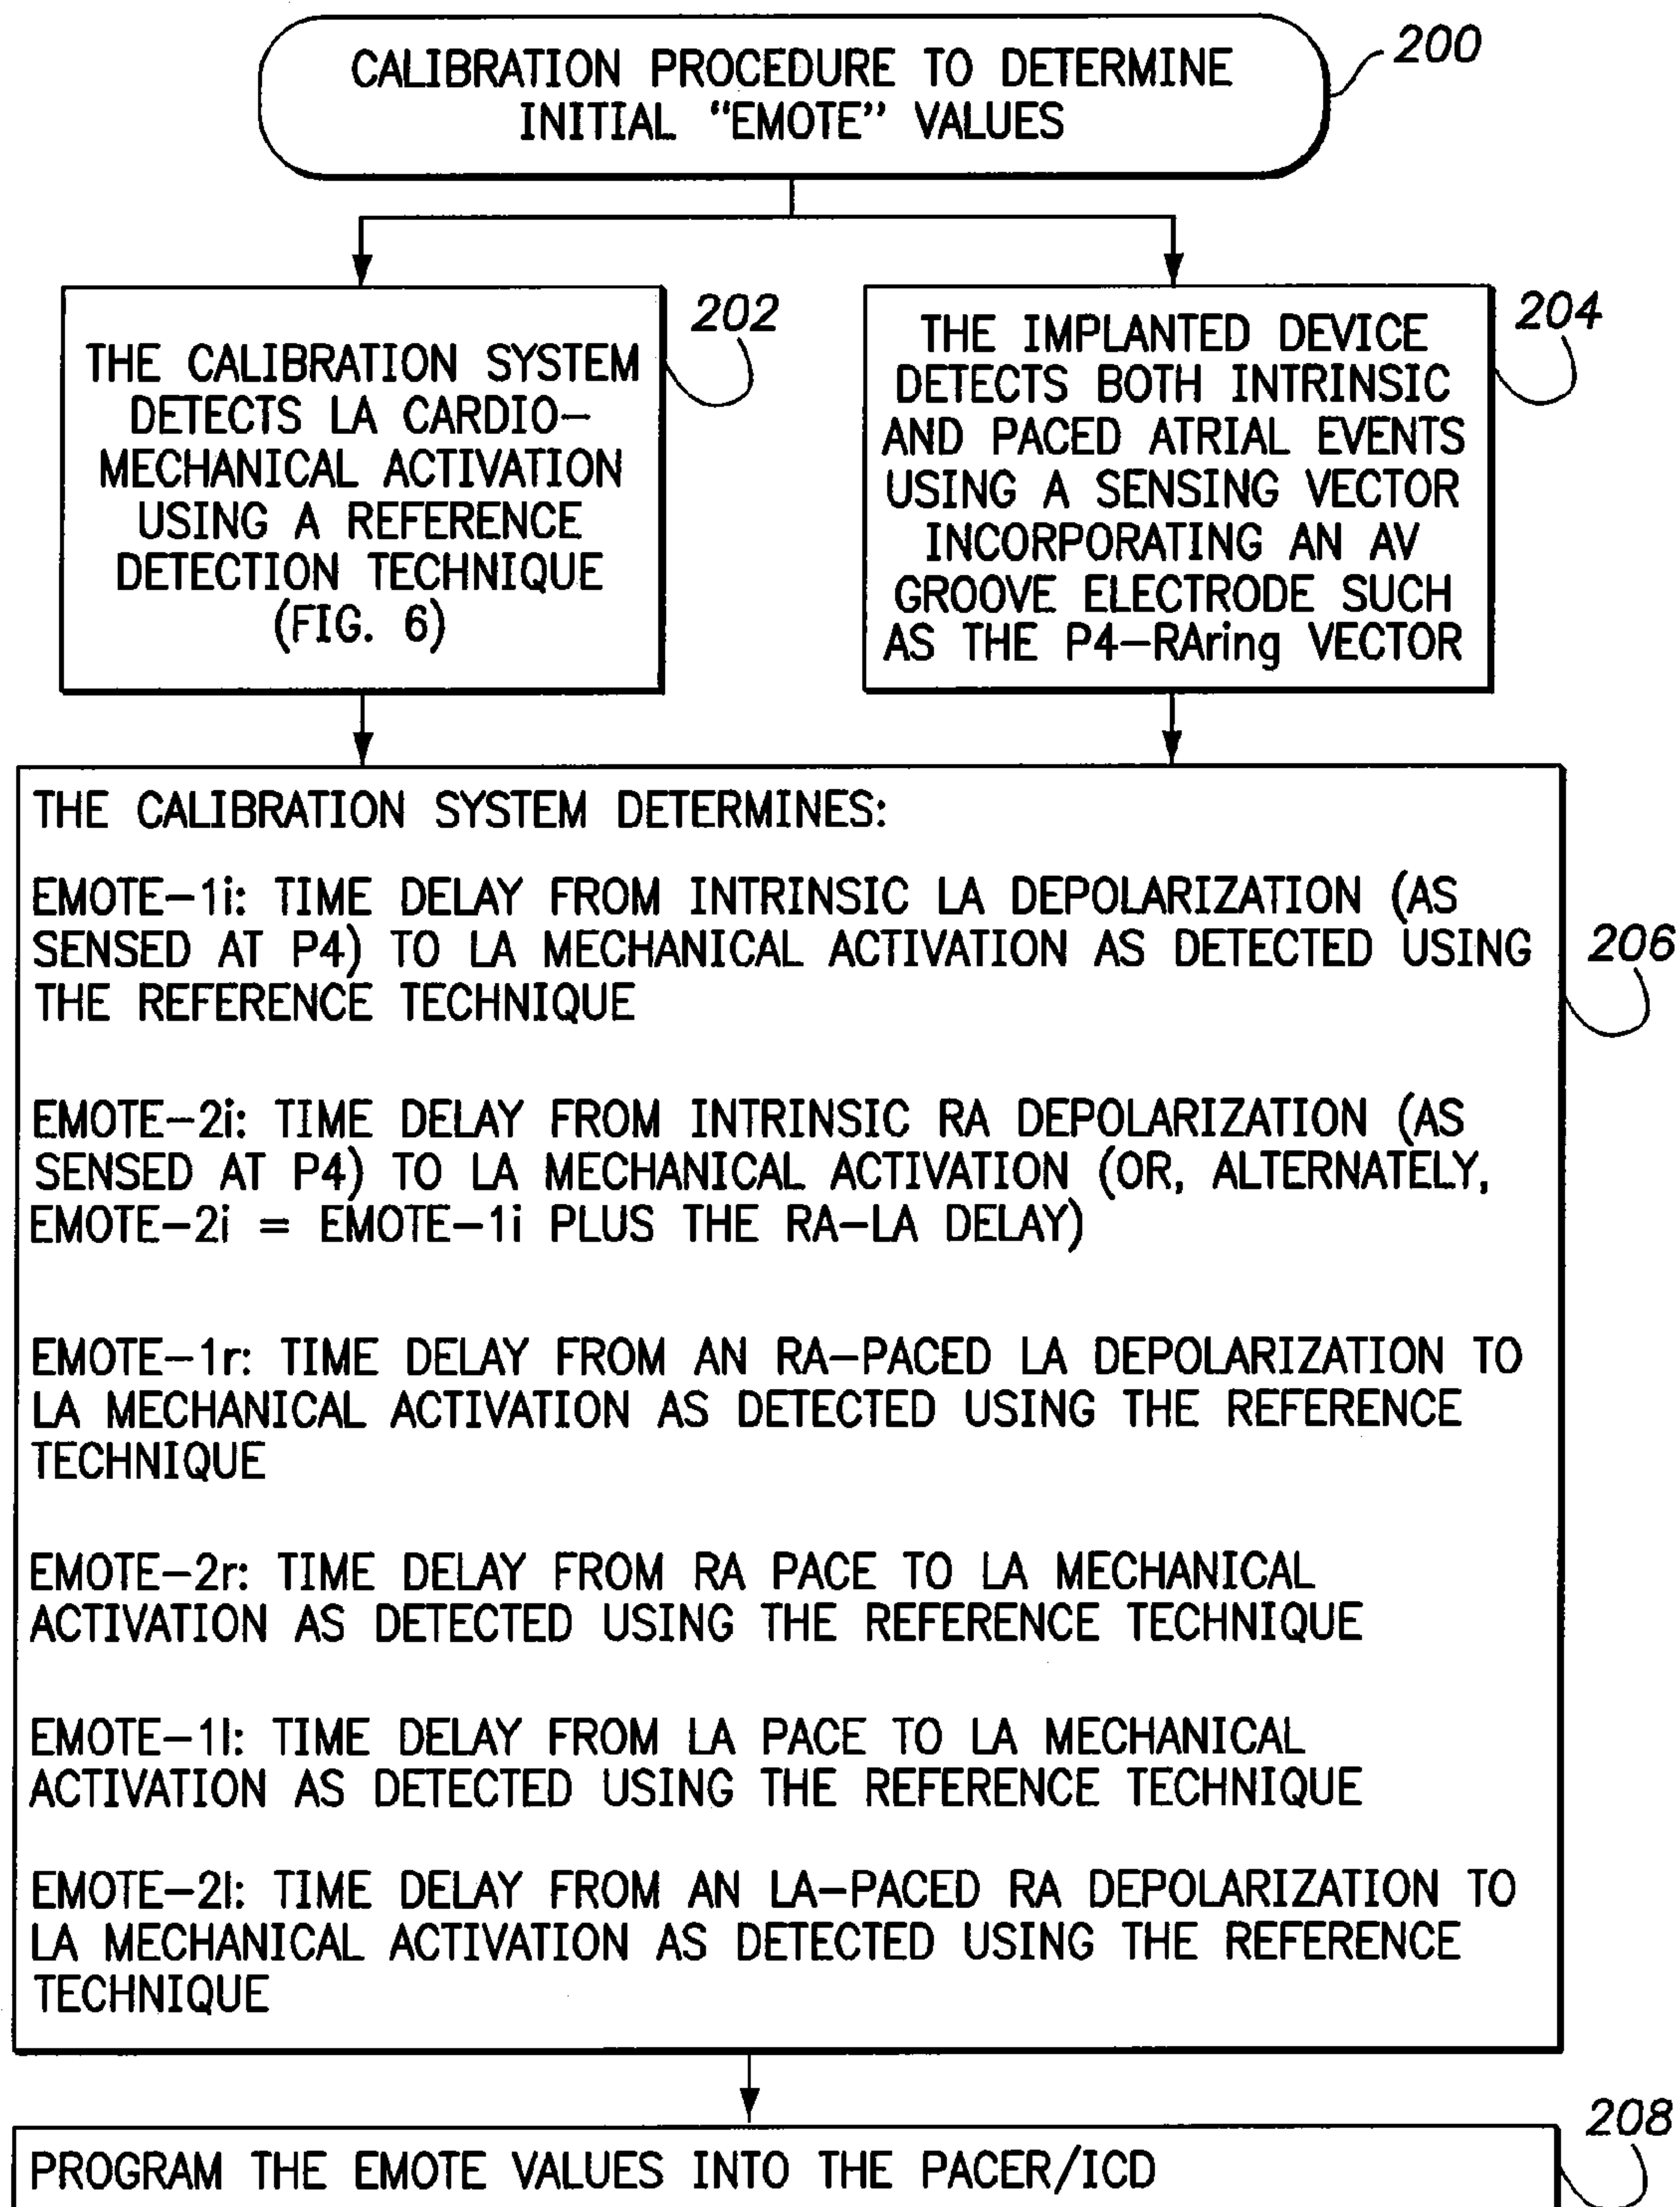 CALIBRATION PROCEDURE TO DETERMINE
INITIAL "EMOTE" VALUES
200
THE CALIBRATION SYSTEM
DETECTS LA CARDIO–
MECHANICAL ACTIVATION
USING A REFERENCE
DETECTION TECHNIQUE
(FIG. 6)
202
THE IMPLANTED DEVICE
DETECTS BOTH INTRINSIC
AND PACED ATRIAL EVENTS
USING A SENSING VECTOR
INCORPORATING AN AV
GROOVE ELECTRODE SUCH
AS THE P4–RAring VECTOR
204
THE CALIBRATION SYSTEM DETERMINES:
EMOTE–1i: TIME DELAY FROM INTRINSIC LA DEPOLARIZATION (AS
SENSED AT P4) TO LA MECHANICAL ACTIVATION AS DETECTED USING
THE REFERENCE TECHNIQUE
206
EMOTE–2i: TIME DELAY FROM INTRINSIC RA DEPOLARIZATION (AS
SENSED AT P4) TO LA MECHANICAL ACTIVATION (OR, ALTERNATELY,
EMOTE–2i = EMOTE–1i PLUS THE RA–LA DELAY)
EMOTE–1r: TIME DELAY FROM AN RA–PACED LA DEPOLARIZATION TO
LA MECHANICAL ACTIVATION AS DETECTED USING THE REFERENCE
TECHNIQUE
EMOTE–2r: TIME DELAY FROM RA PACE TO LA MECHANICAL
ACTIVATION AS DETECTED USING THE REFERENCE TECHNIQUE
EMOTE–1l: TIME DELAY FROM LA PACE TO LA MECHANICAL
ACTIVATION AS DETECTED USING THE REFERENCE TECHNIQUE
EMOTE–2l: TIME DELAY FROM AN LA–PACED RA DEPOLARIZATION TO
LA MECHANICAL ACTIVATION AS DETECTED USING THE REFERENCE
TECHNIQUE
208
PROGRAM THE EMOTE VALUES INTO THE PACER/ICD